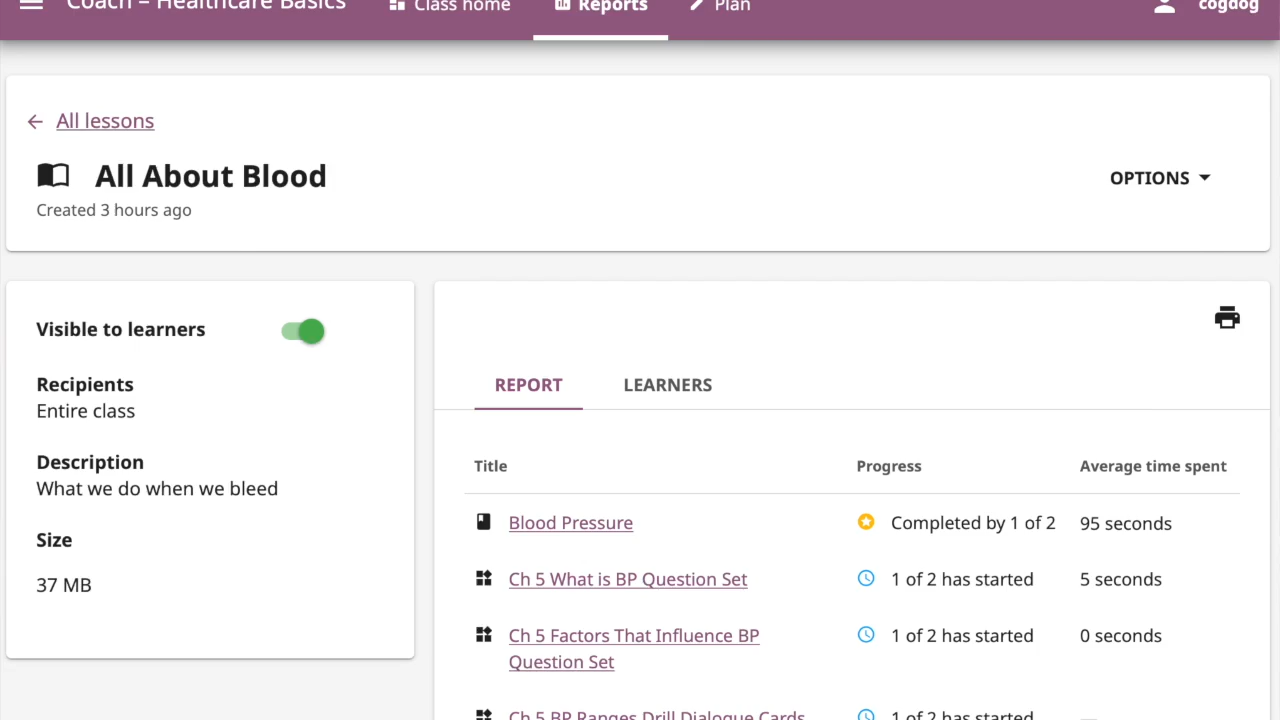 Coach – Healthcare Basics
Class home
Reports
Plan
cogdog
All lessons
All About Blood
Created 3 hours ago
OPTIONS
Visible to learners
Recipients
Entire class
Description
What we do when we bleed
Size
37 MB
REPORT LEARNERS
Title Progress Average time spent
Blood Pressure Completed by 1 of 2 95 seconds
Ch 5 What is BP Question Set 1 of 2 has started 5 seconds
Ch 5 Factors That Influence BP 1 of 2 has started 0 seconds
Question Set
Ch 5 BP Ranges Drill Dialogue Cards 1 of 2 has started —